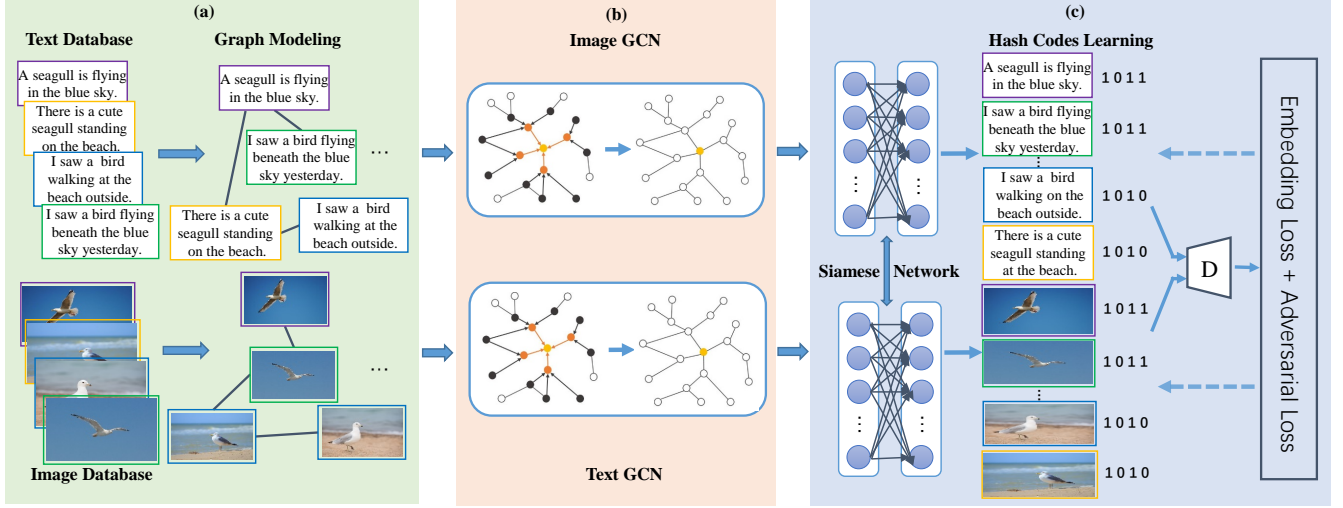 (a)
Text Database
Graph Modeling
A seagull is flying
in the blue sky.
There is a cute
seagull standing
on the beach.
I saw a  bird
walking at the
beach outside.
I saw a bird flying
beneath the blue
sky yesterday.
A seagull is flying
in the blue sky.
I saw a bird flying
beneath the blue
sky yesterday.
...
There is a cute
seagull standing
on the beach.
I saw a  bird
walking at the
beach outside.
...
Image Database
(b)
Image GCN
Text GCN
(c)
Hash Codes Learning
...
...
Siamese
Network
...
...
A seagull is flying
in the blue sky.
1 0 1 1
I saw a bird flying
beneath the blue
sky yesterday.
1 0 1 1
...
I saw a  bird
walking on the
beach outside.
1 0 1 0
There is a cute
seagull standing
at the beach.
1 0 1 0
1 0 1 1
1 0 1 1
...
1 0 1 0
1 0 1 0
D
Embedding Loss + Adversarial Loss